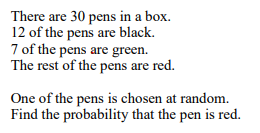 There are 30 pens in a box.
12 of the pens are black.
7 of the pens are green.
The rest of the pens are red.
One of the pens is chosen at random.
Find the probability that the pen is red.